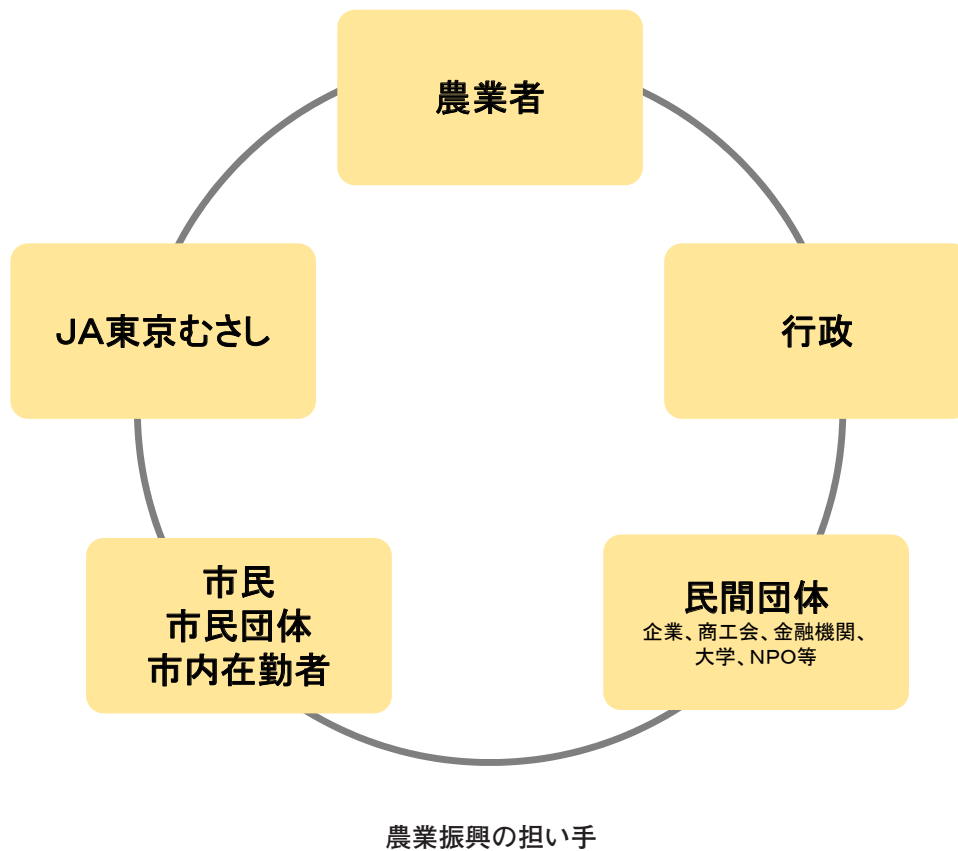 農業者
JA東京むさし
行政
市民
市民団体
市内在勤者
民間団体
企業、商工会、金融機関、
大学、NPO等
農業振興の担い手